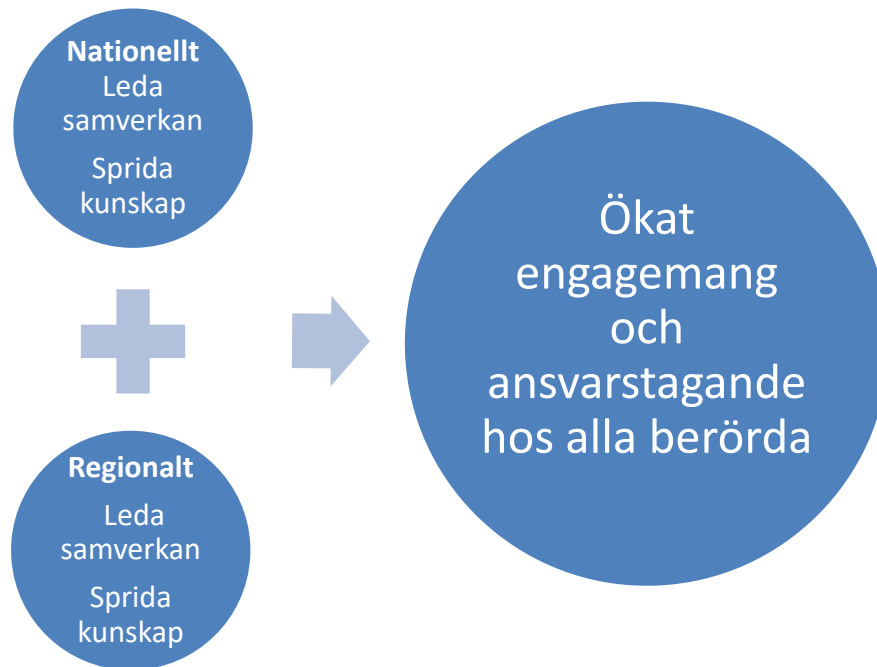 Nationellt
Leda
samverkan
Sprida
kunskap
Regionalt
Leda
samverkan
Sprida
kunskap
Ökat
engagemang
och
ansvarstagande
hos alla berörda